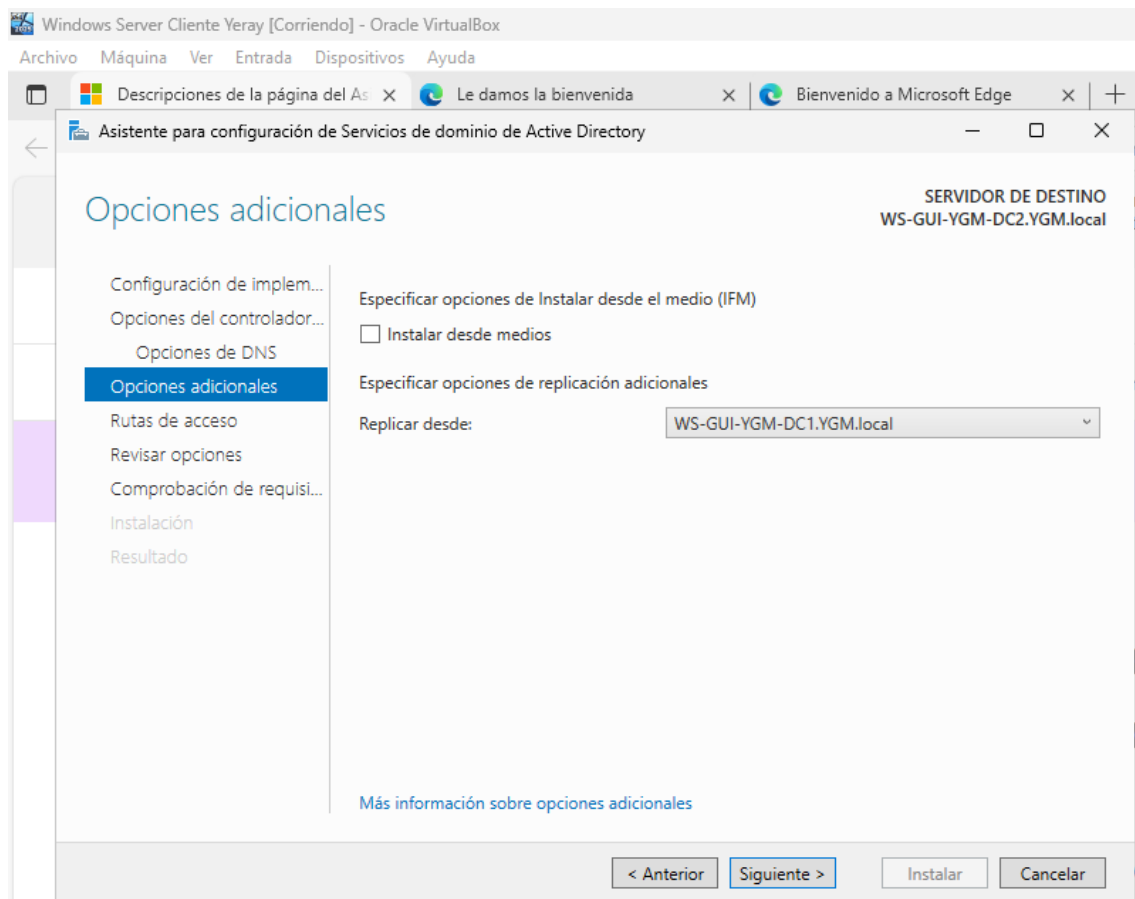 Windows Server Cliente Yeray [Corriendo] - Oracle VirtualBox
Archivo Máquina Ver Entrada Dispositivos Ayuda
Descripciones de la página del As
Le damos la bienvenida
Bienvenido a Microsoft Edge
Asistente para configuración de Servicios de dominio de Active Directory
Opciones adicionales
SERVIDOR DE DESTINO
WS-GUI-YGM-DC2.YGM.local
Configuración de implem...
Opciones del controlador...
Opciones de DNS
Opciones adicionales
Rutas de acceso
Revisar opciones
Comprobación de requisi...
Instalación
Resultado
Especificar opciones de Instalar desde el medio (IFM)
Instalar desde medios
Especificar opciones de replicación adicionales
Replicar desde: WS-GUI-YGM-DC1.YGM.local
Más información sobre opciones adicionales
< Anterior Siguiente > Instalar Cancelar